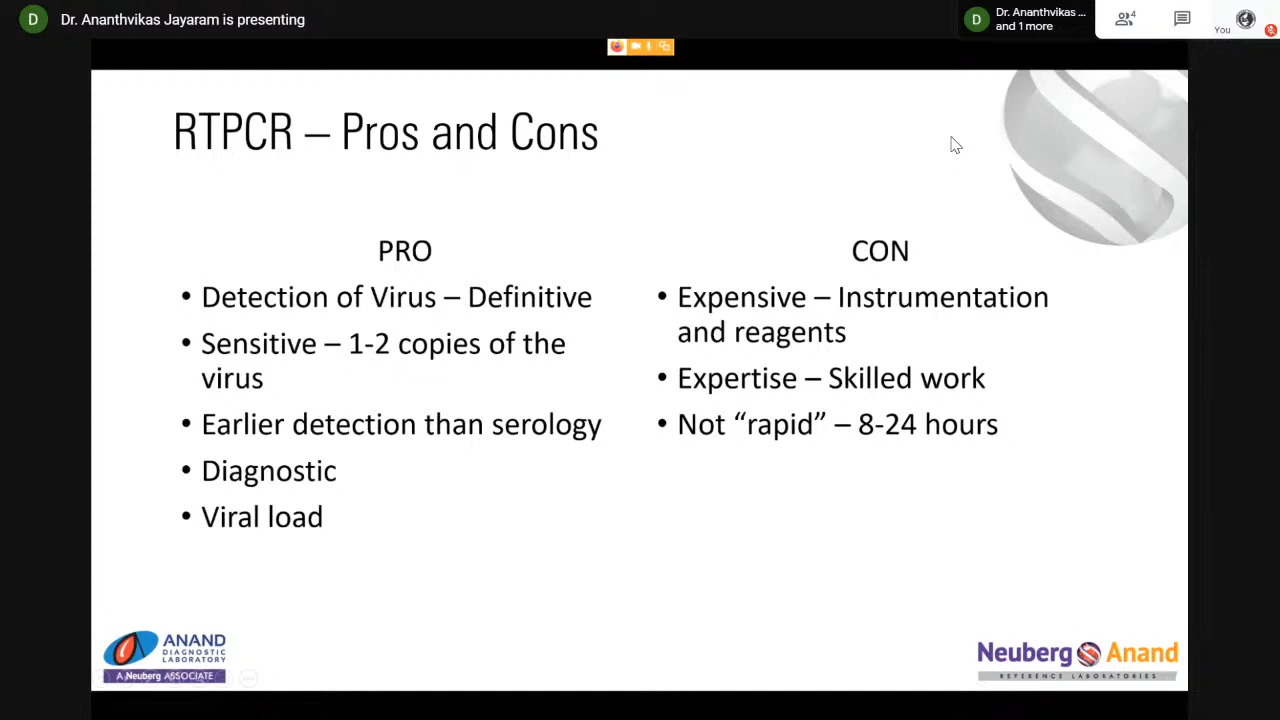 D
Dr. Ananthvikas Jayaram is presenting
D
Dr. Ananthvikas ...
and 1 more
4
You
RTPCR – Pros and Cons
PRO
• Detection of Virus – Definitive
• Sensitive – 1-2 copies of the
virus
• Earlier detection than serology
• Diagnostic
• Viral load
CON
• Expensive – Instrumentation
and reagents
• Expertise – Skilled work
• Not “rapid” – 8-24 hours
ANAND
DIAGNOSTIC
LABORATORY
A Neuberg ASSOCIATE
Neuberg Anand
REFERENCE LABORATORIES